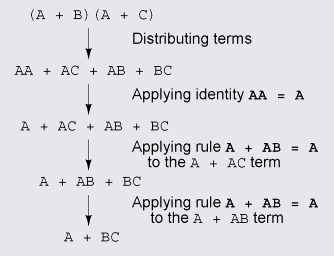 (A + B)(A + C)
Distributing terms
AA + AC + AB + BC
Applying identity AA = A
A + AC + AB + BC
Applying rule A + AB = A
to the A + AC term
A + AB + BC
Applying rule A + AB = A
to the A + AB term
A + BC